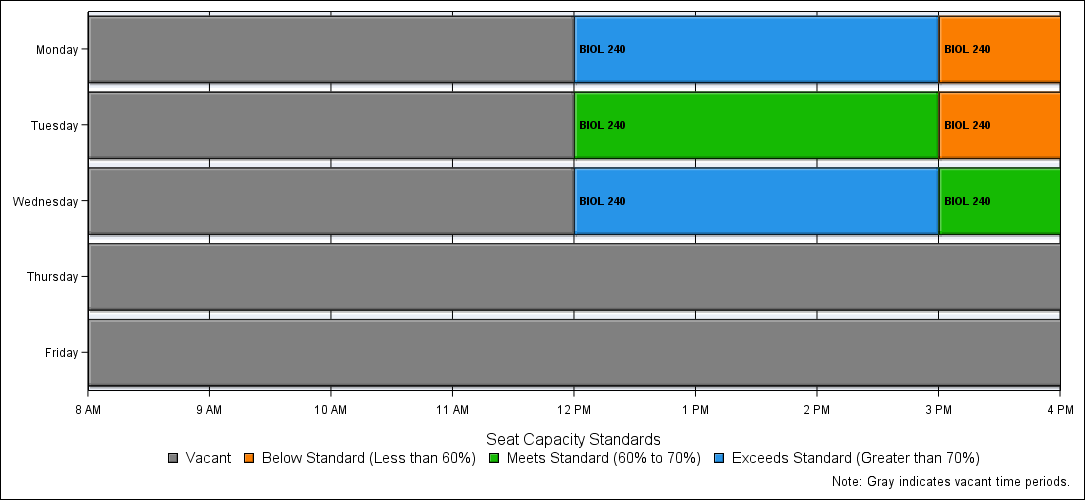 Monday
BIOL 240
BIOL 240
Tuesday
BIOL 240
BIOL 240
Wednesday
BIOL 240
BIOL 240
Thursday
Friday
8 AM 9 AM 10 AM 11 AM 12 PM 1 PM 2 PM 3 PM 4 PM
Seat Capacity Standards
Vacant Below Standard (Less than 60%) Meets Standard (60% to 70%) Exceeds Standard (Greater than 70%)
Note: Gray indicates vacant time periods.